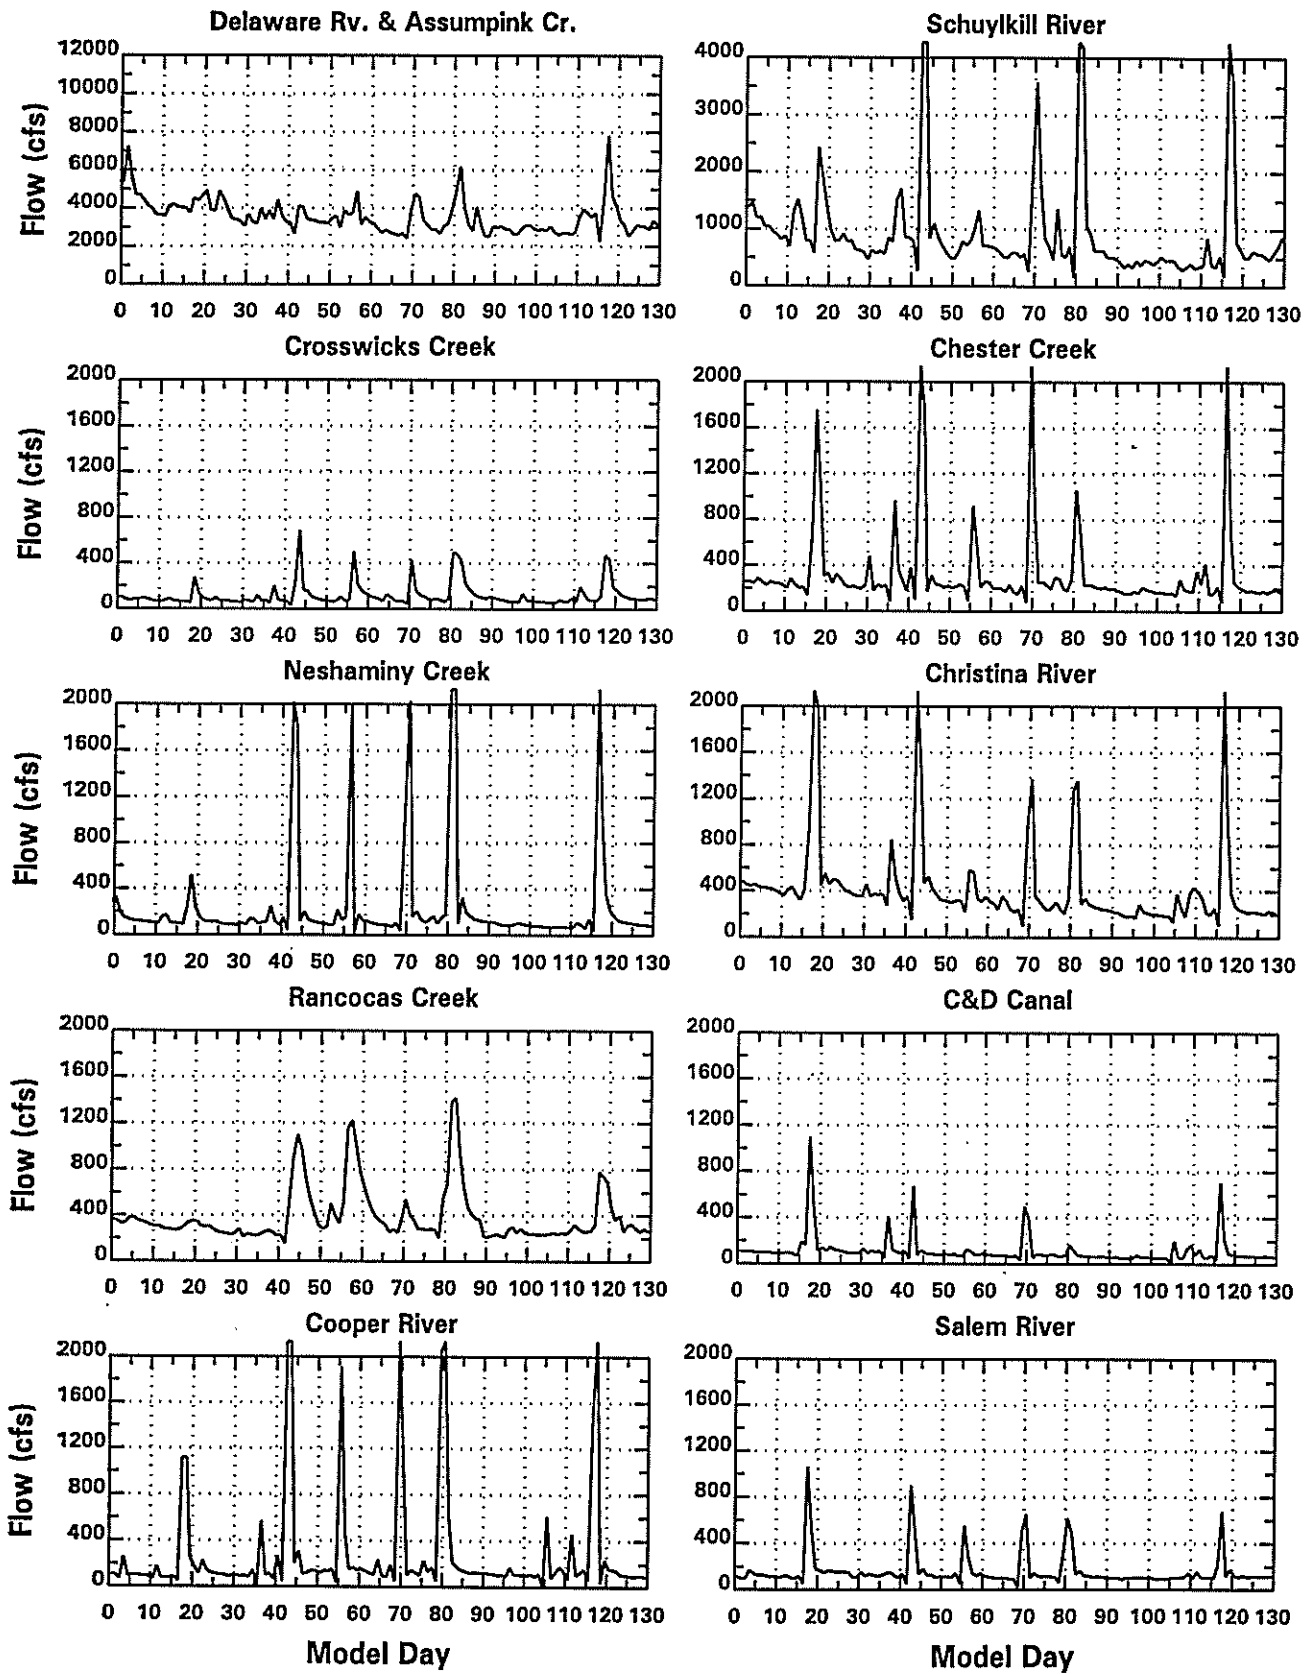 Delaware Rv. & Assumpink Cr.
12000
10000
8000
6000
4000
2000
0
Flow (cfs)
0 10 20 30 40 50 60 70 80 90 100 110 120 130
Schuylkill River
4000
3000
2000
1000
0
0 10 20 30 40 50 60 70 80 90 100 110 120 130
Crosswicks Creek
2000
1600
1200
800
400
0
Flow (cfs)
0 10 20 30 40 50 60 70 80 90 100 110 120 130
Chester Creek
2000
1600
1200
800
400
0
0 10 20 30 40 50 60 70 80 90 100 110 120 130
Neshaminy Creek
2000
1600
1200
800
400
0
Flow (cfs)
0 10 20 30 40 50 60 70 80 90 100 110 120 130
Christina River
2000
1600
1200
800
400
0
0 10 20 30 40 50 60 70 80 90 100 110 120 130
Rancocas Creek
2000
1600
1200
800
400
0
Flow (cfs)
0 10 20 30 40 50 60 70 80 90 100 110 120 130
C&D Canal
2000
1600
1200
800
400
0
0 10 20 30 40 50 60 70 80 90 100 110 120 130
Cooper River
2000
1600
1200
800
400
0
Flow (cfs)
0 10 20 30 40 50 60 70 80 90 100 110 120 130
Model Day
Salem River
2000
1600
1200
800
400
0
0 10 20 30 40 50 60 70 80 90 100 110 120 130
Model Day